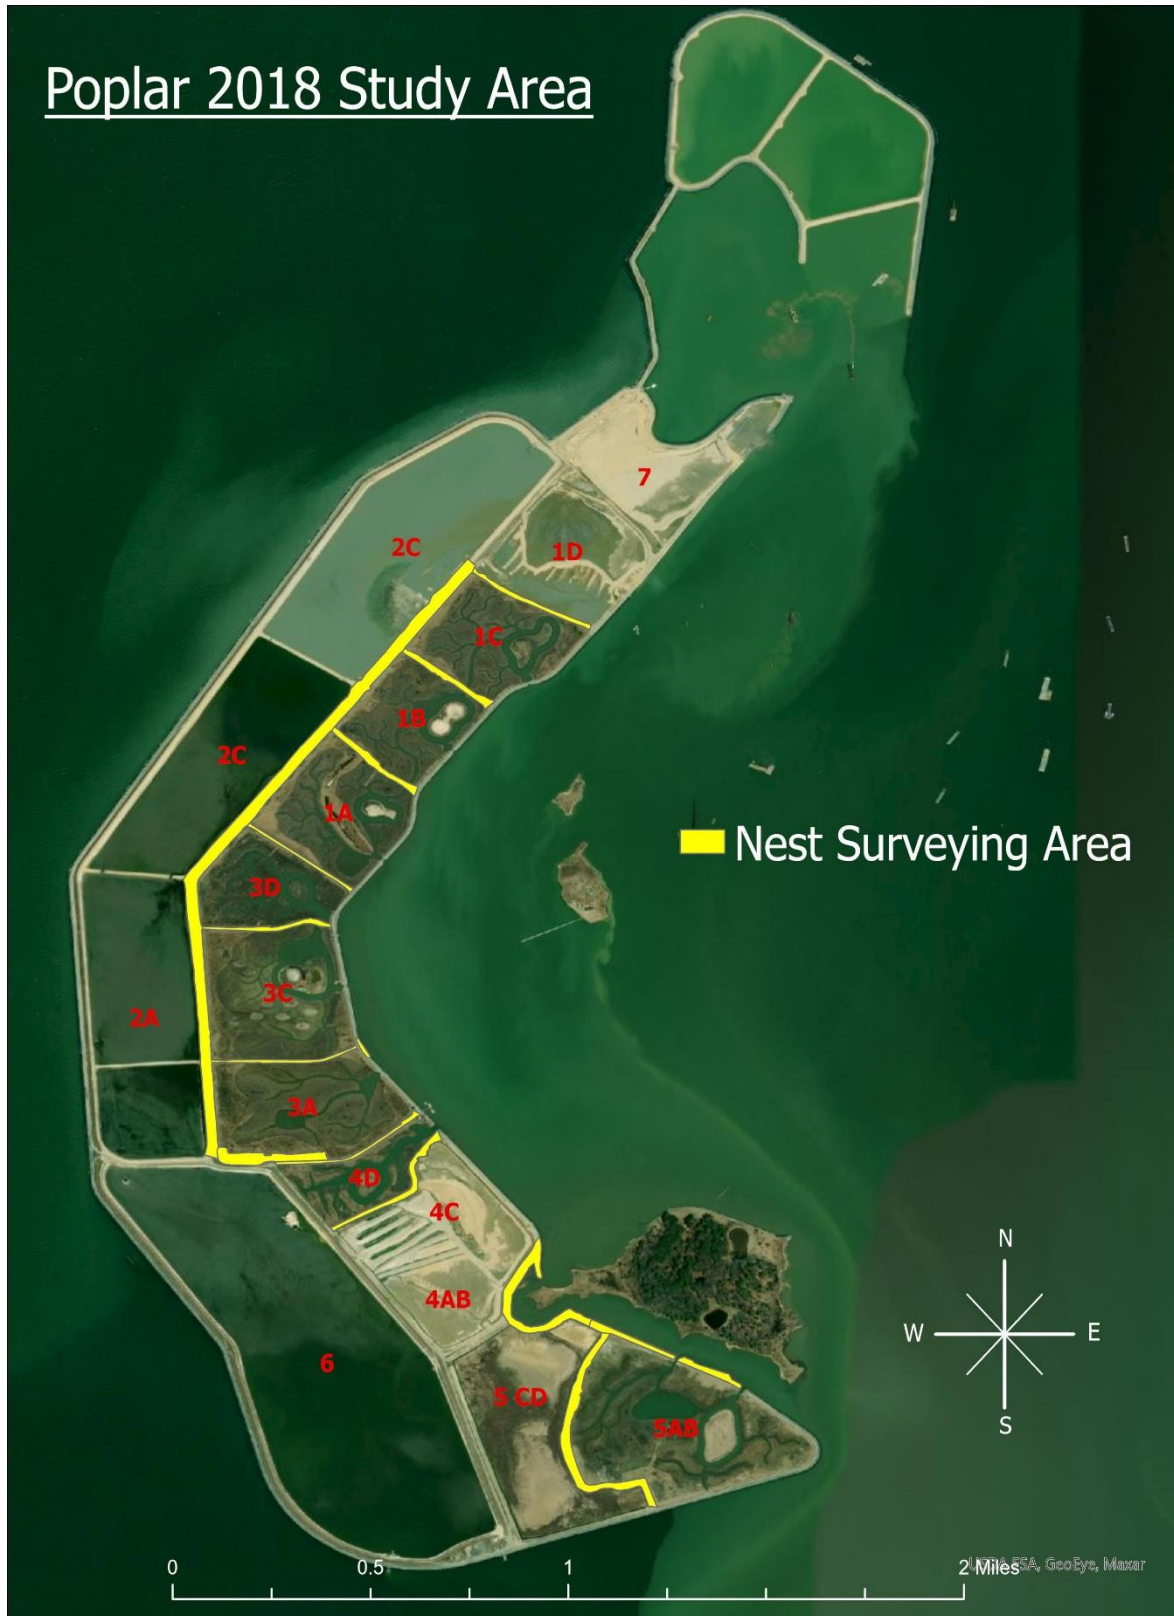 Poplar 2018 Study Area
7
2C
1D
1C
1B
2C
1A
Nest Surveying Area
3D
3C
2A
3A
4D
4C
N
4AB
W
E
6
5 CD
5AB
S
0
0.5
1
2 Miles
USDA FSA, GeoEye, Maxar